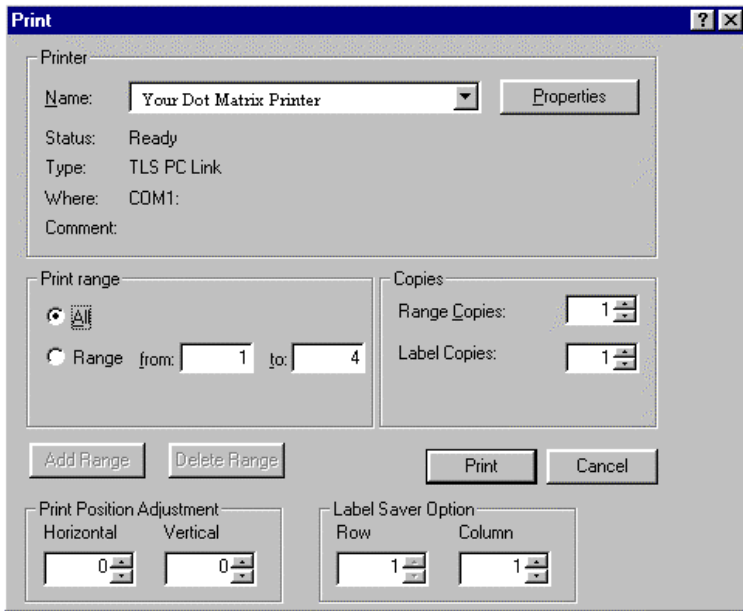 Print
Printer
Name: Your Dot Matrix Printer Properties
Status: Ready
Type: TLS PC Link
Where: COM1:
Comment:
Print range
All
Range from: 1 to: 4
Copies
Range Copies: 1
Label Copies: 1
Add Range Delete Range Print Cancel
Print Position Adjustment
Horizontal Vertical
0 0
Label Saver Option
Row Column
1 1